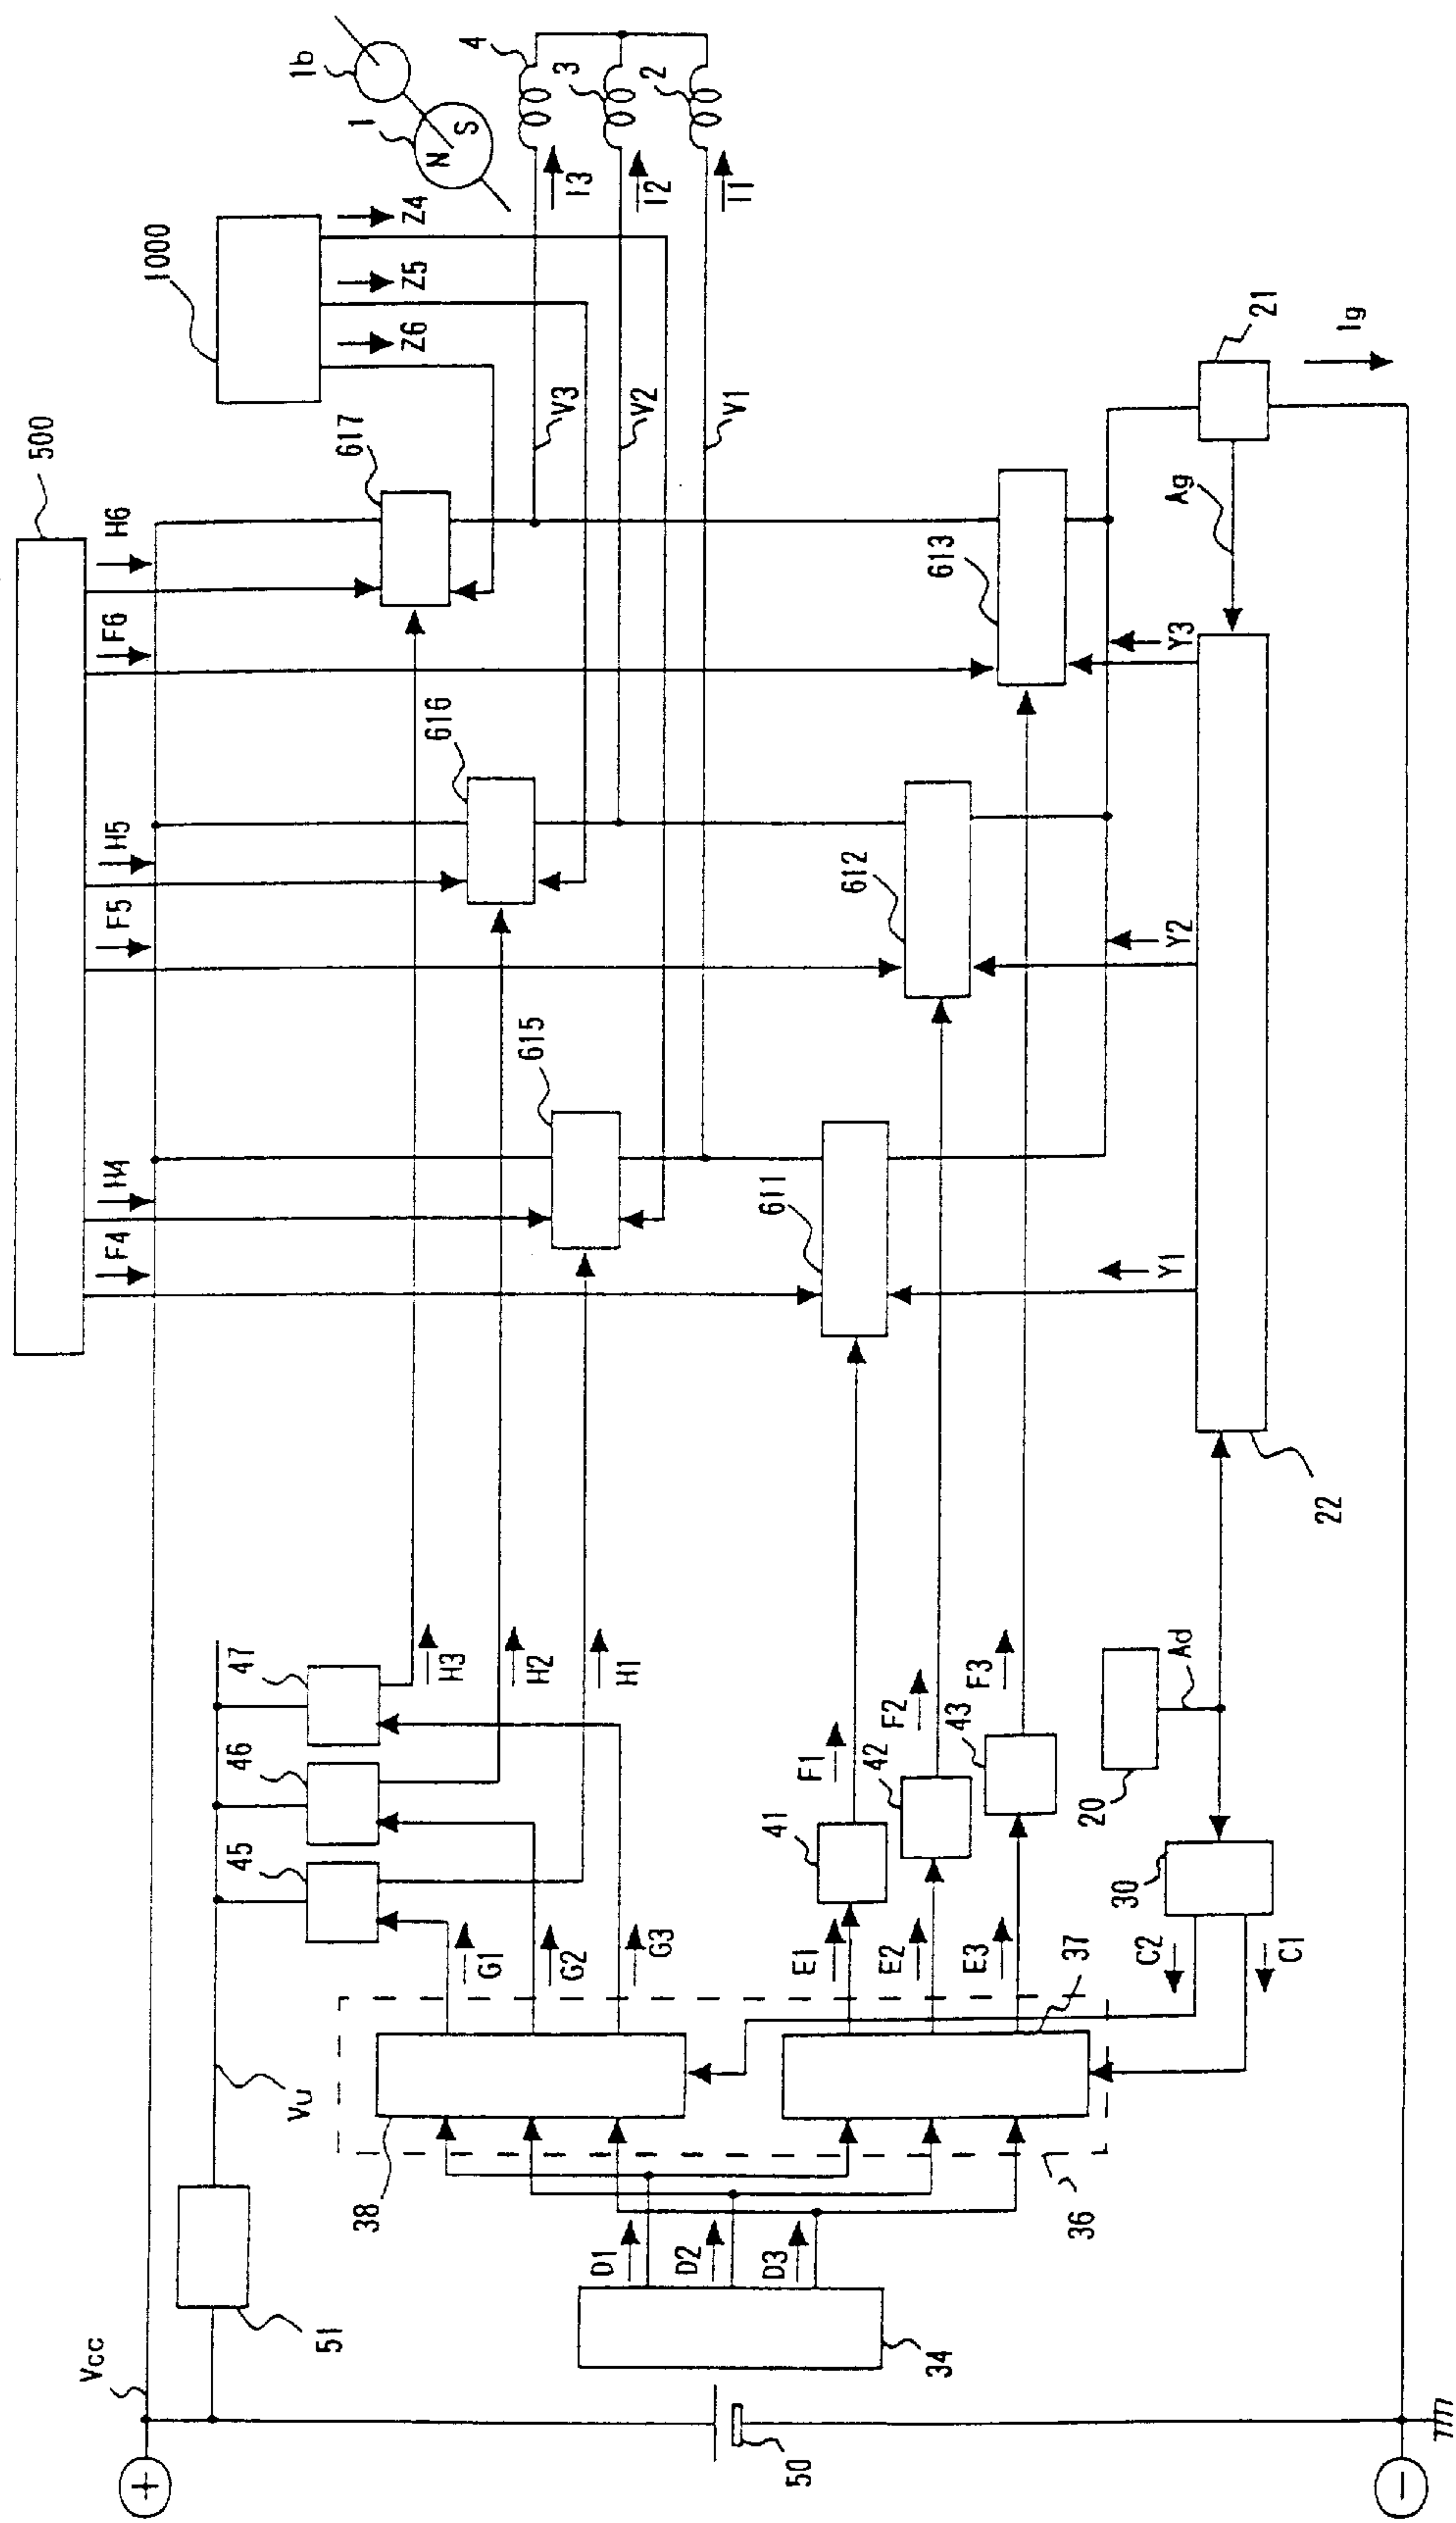 500
1000
1b
1
N S
4
3
2
Z6
Z5
Z4
I3
I2
I1
617
H6
F6
616
H5
F5
615
H4
F4
V3
V2
V1
613
612
611
21
Ig
Ag
Y3
Y2
Y1
22
47
46
45
H3
H2
H1
F1
F2
F3
41
42
43
20
Ad
30
C2
C1
G1
G2
G3
E1
E2
E3
37
38
36
Vu
51
D1
D2
D3
34
Vcc
50
+
-